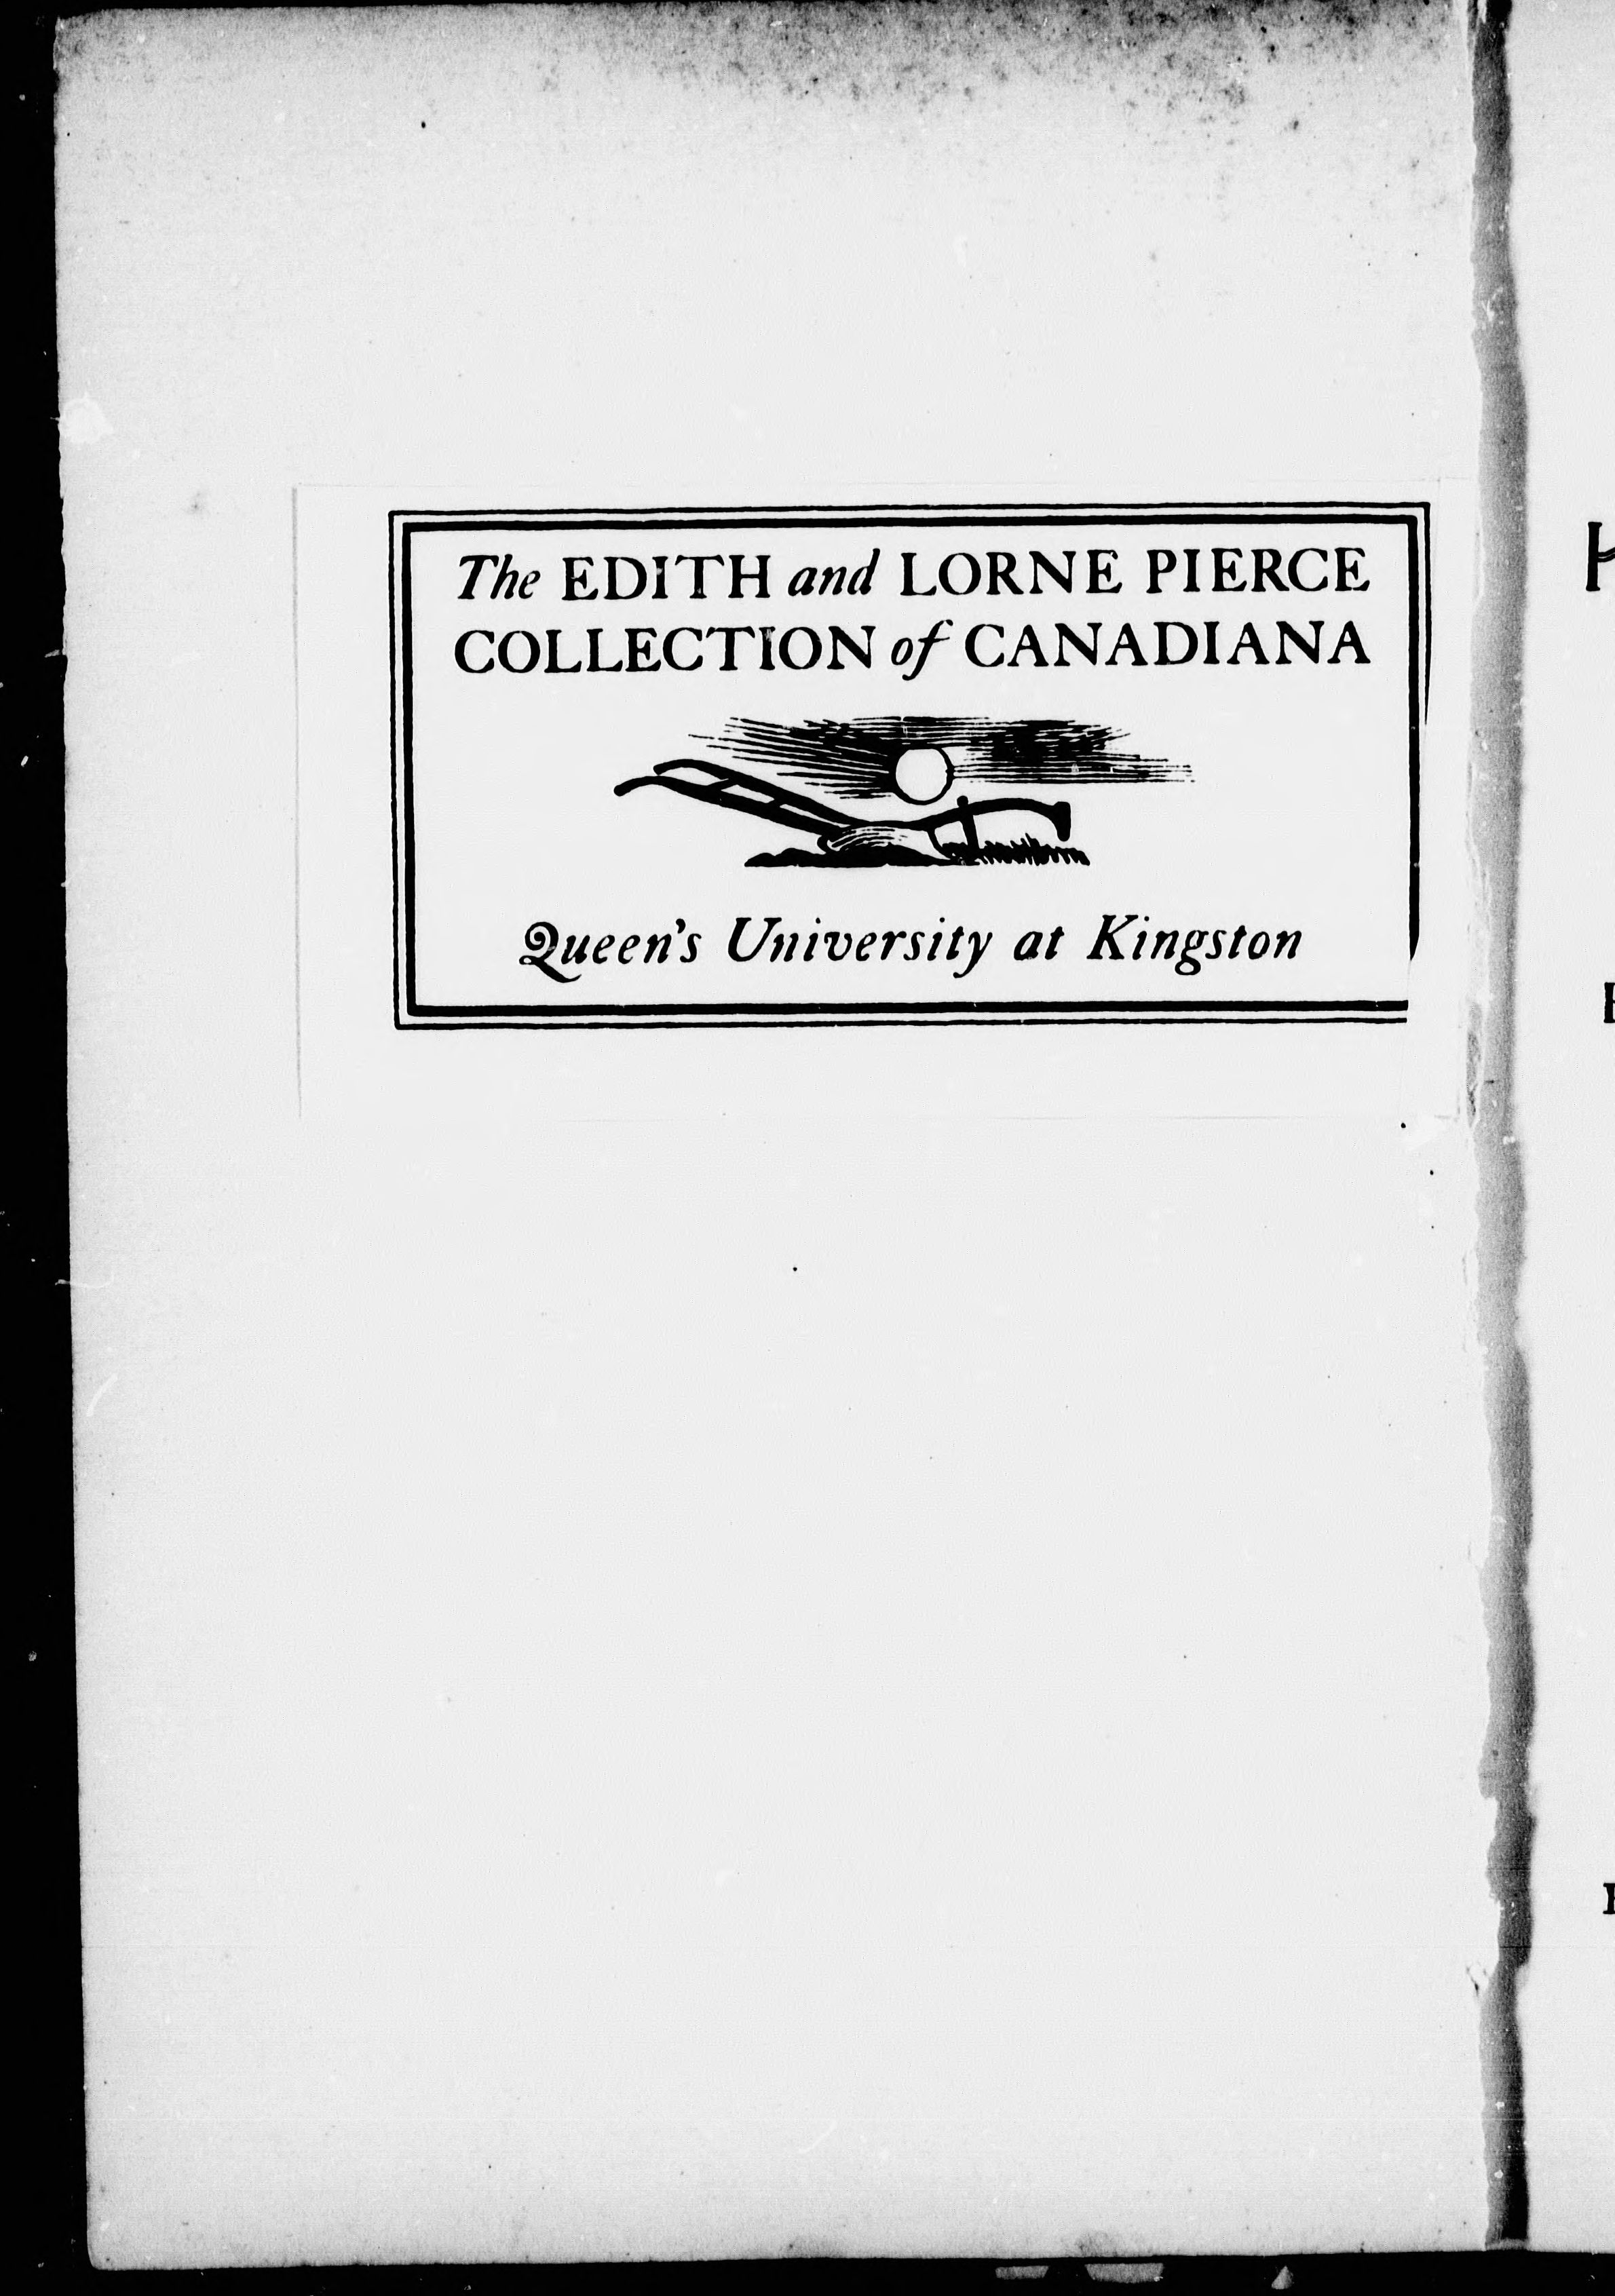 The EDITH and LORNE PIERCE
COLLECTION of CANADIANA
Queen's University at Kingston